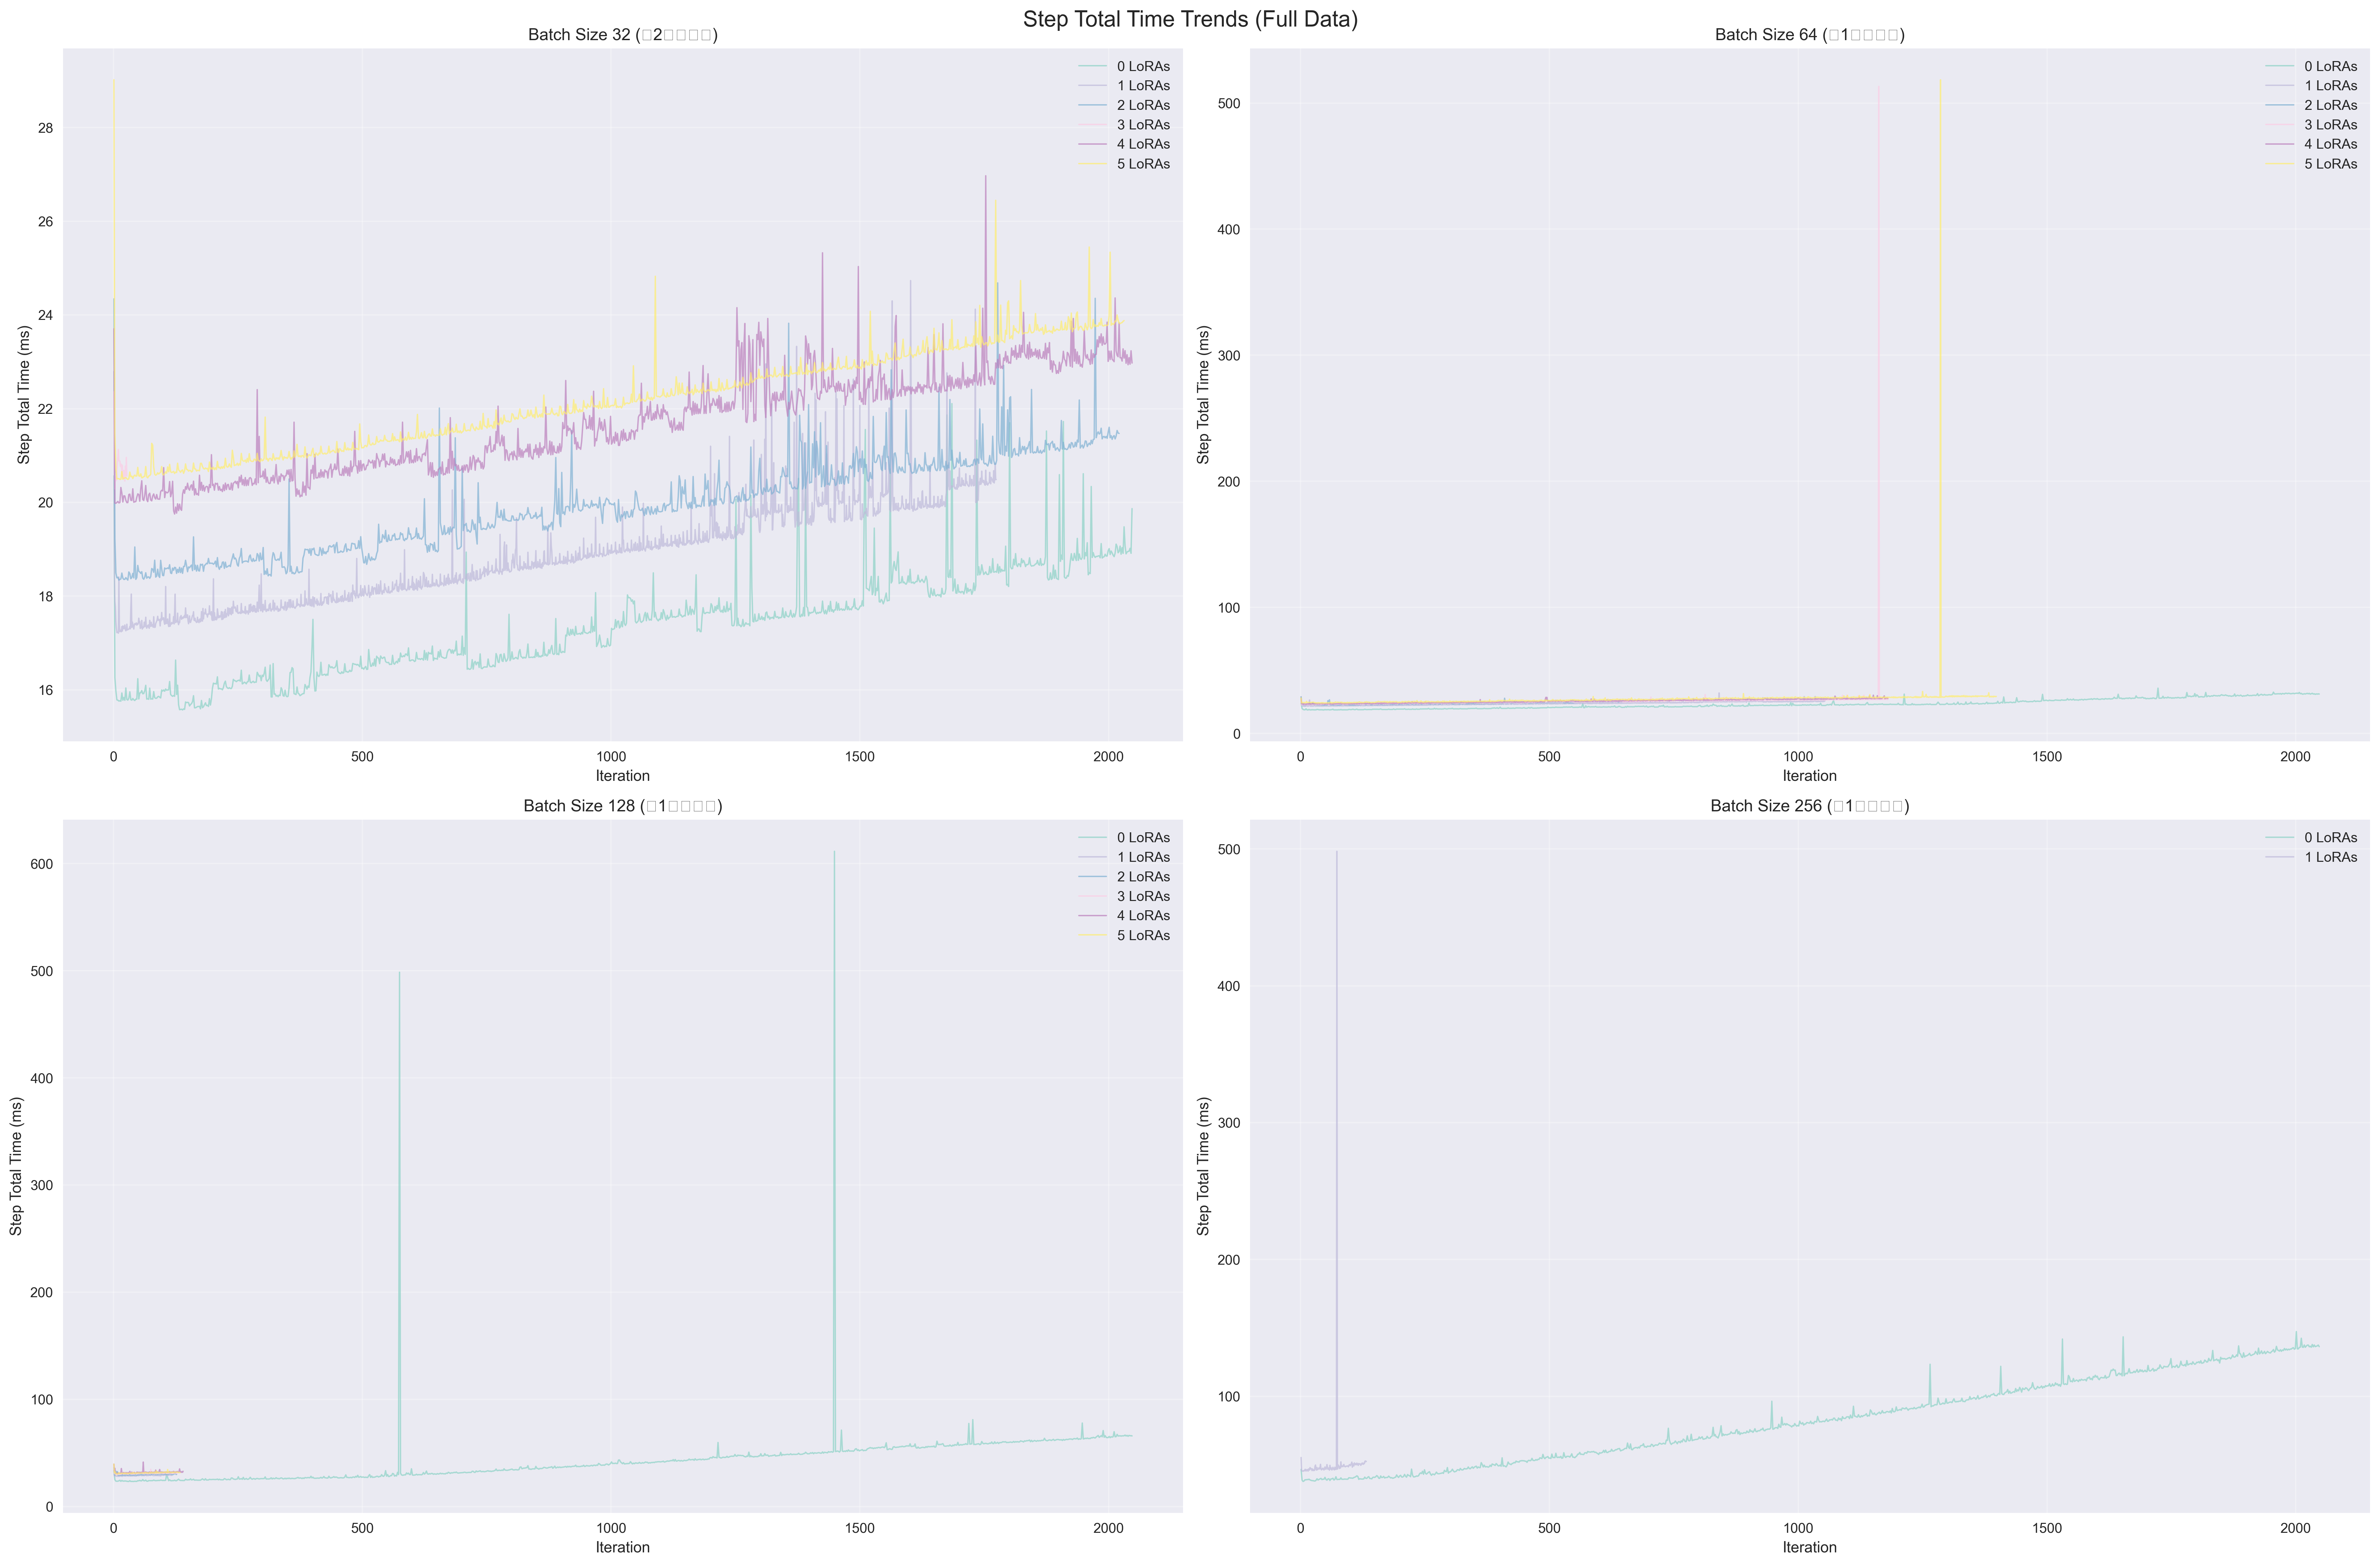 Step Total Time Trends (Full Data)
Batch Size 32 (□2□□□□)
28
26
24
22
20
18
16
Step Total Time (ms)
0
500
1000
1500
2000
Iteration
0 LoRAs
1 LoRAs
2 LoRAs
3 LoRAs
4 LoRAs
5 LoRAs
Batch Size 64 (□1□□□□)
500
400
300
200
100
0
Step Total Time (ms)
0
500
1000
1500
2000
Iteration
0 LoRAs
1 LoRAs
2 LoRAs
3 LoRAs
4 LoRAs
5 LoRAs
Batch Size 128 (□1□□□□)
600
500
400
300
200
100
0
Step Total Time (ms)
0
500
1000
1500
2000
Iteration
0 LoRAs
1 LoRAs
2 LoRAs
3 LoRAs
4 LoRAs
5 LoRAs
Batch Size 256 (□1□□□□)
500
400
300
200
100
Step Total Time (ms)
0
500
1000
1500
2000
Iteration
0 LoRAs
1 LoRAs